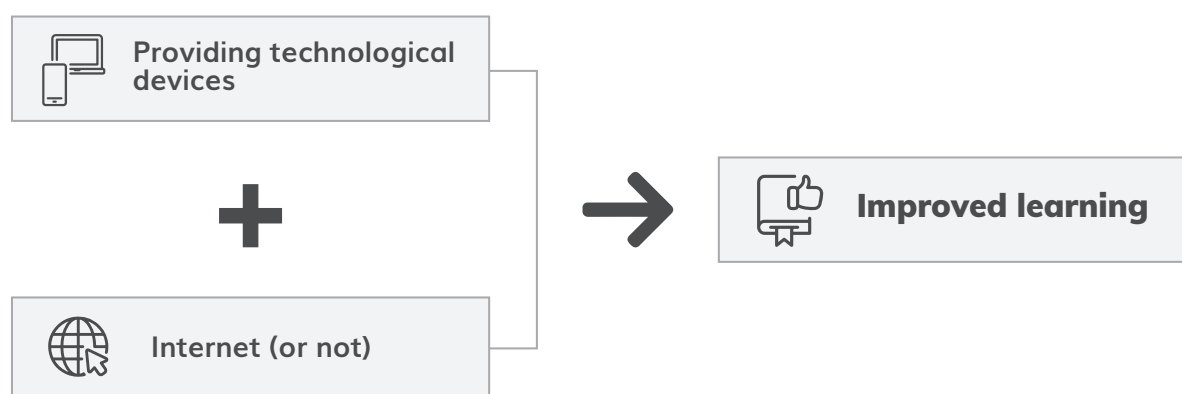 Providing technological
devices
Internet (or not)
Improved learning